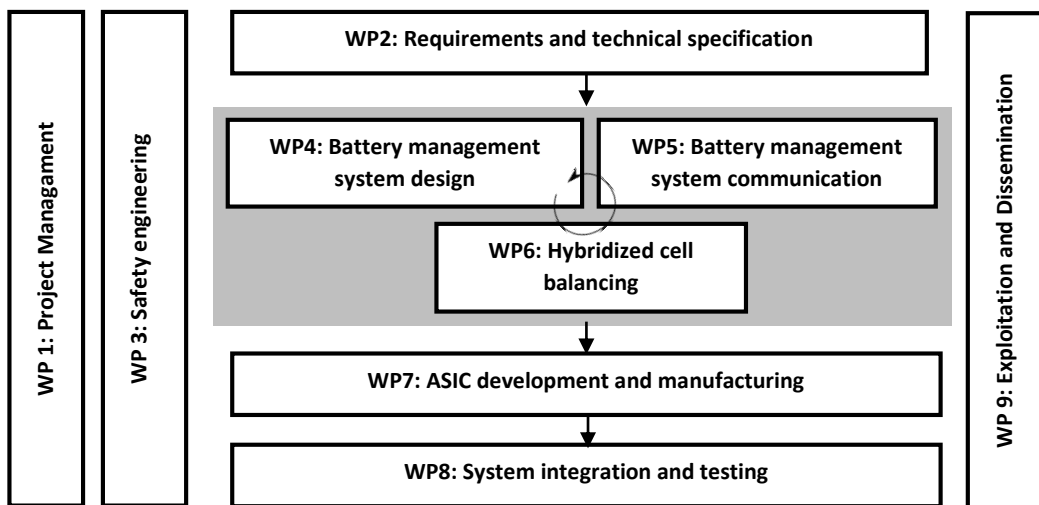 WP 1: Project Managament
WP 3: Safety engineering
WP2: Requirements and technical specification
WP4: Battery management
system design
WP5: Battery management
system communication
WP6: Hybridized cell
balancing
WP7: ASIC development and manufacturing
WP8: System integration and testing
WP 9: Exploitation and Dissemination